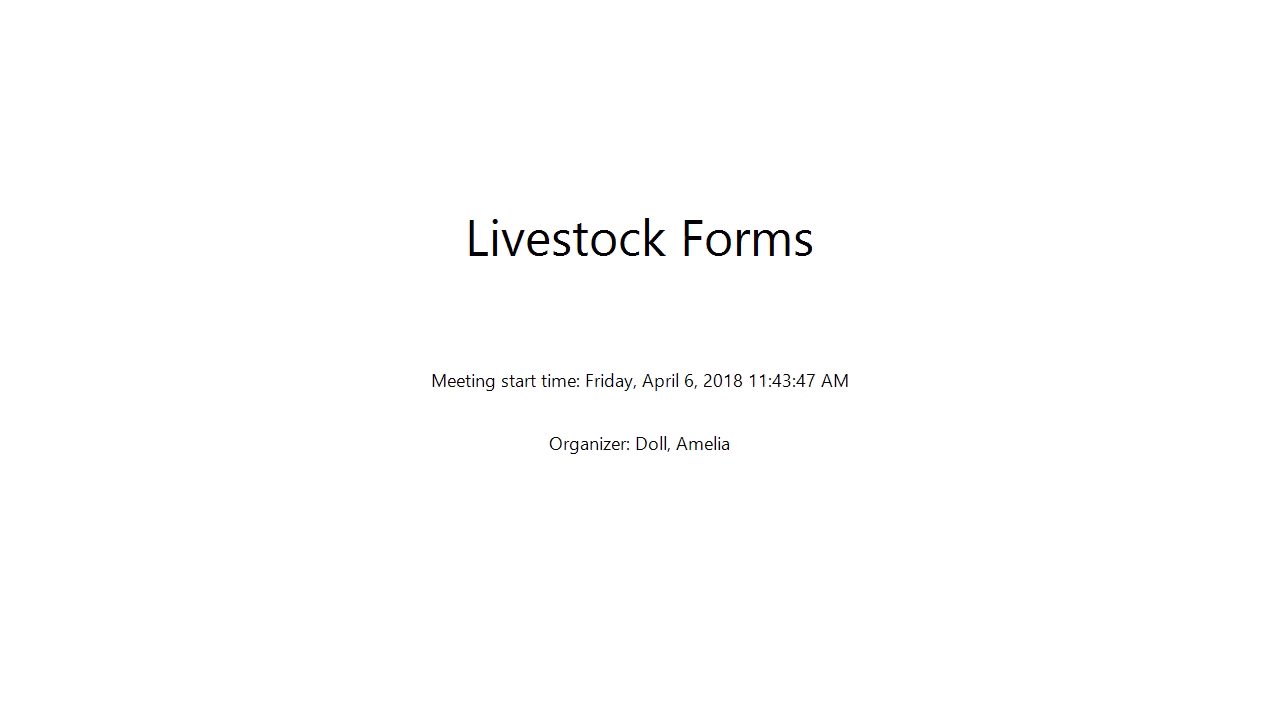 Livestock Forms
Meeting start time: Friday, April 6, 2018 11:43:47 AM
Organizer: Doll, Amelia